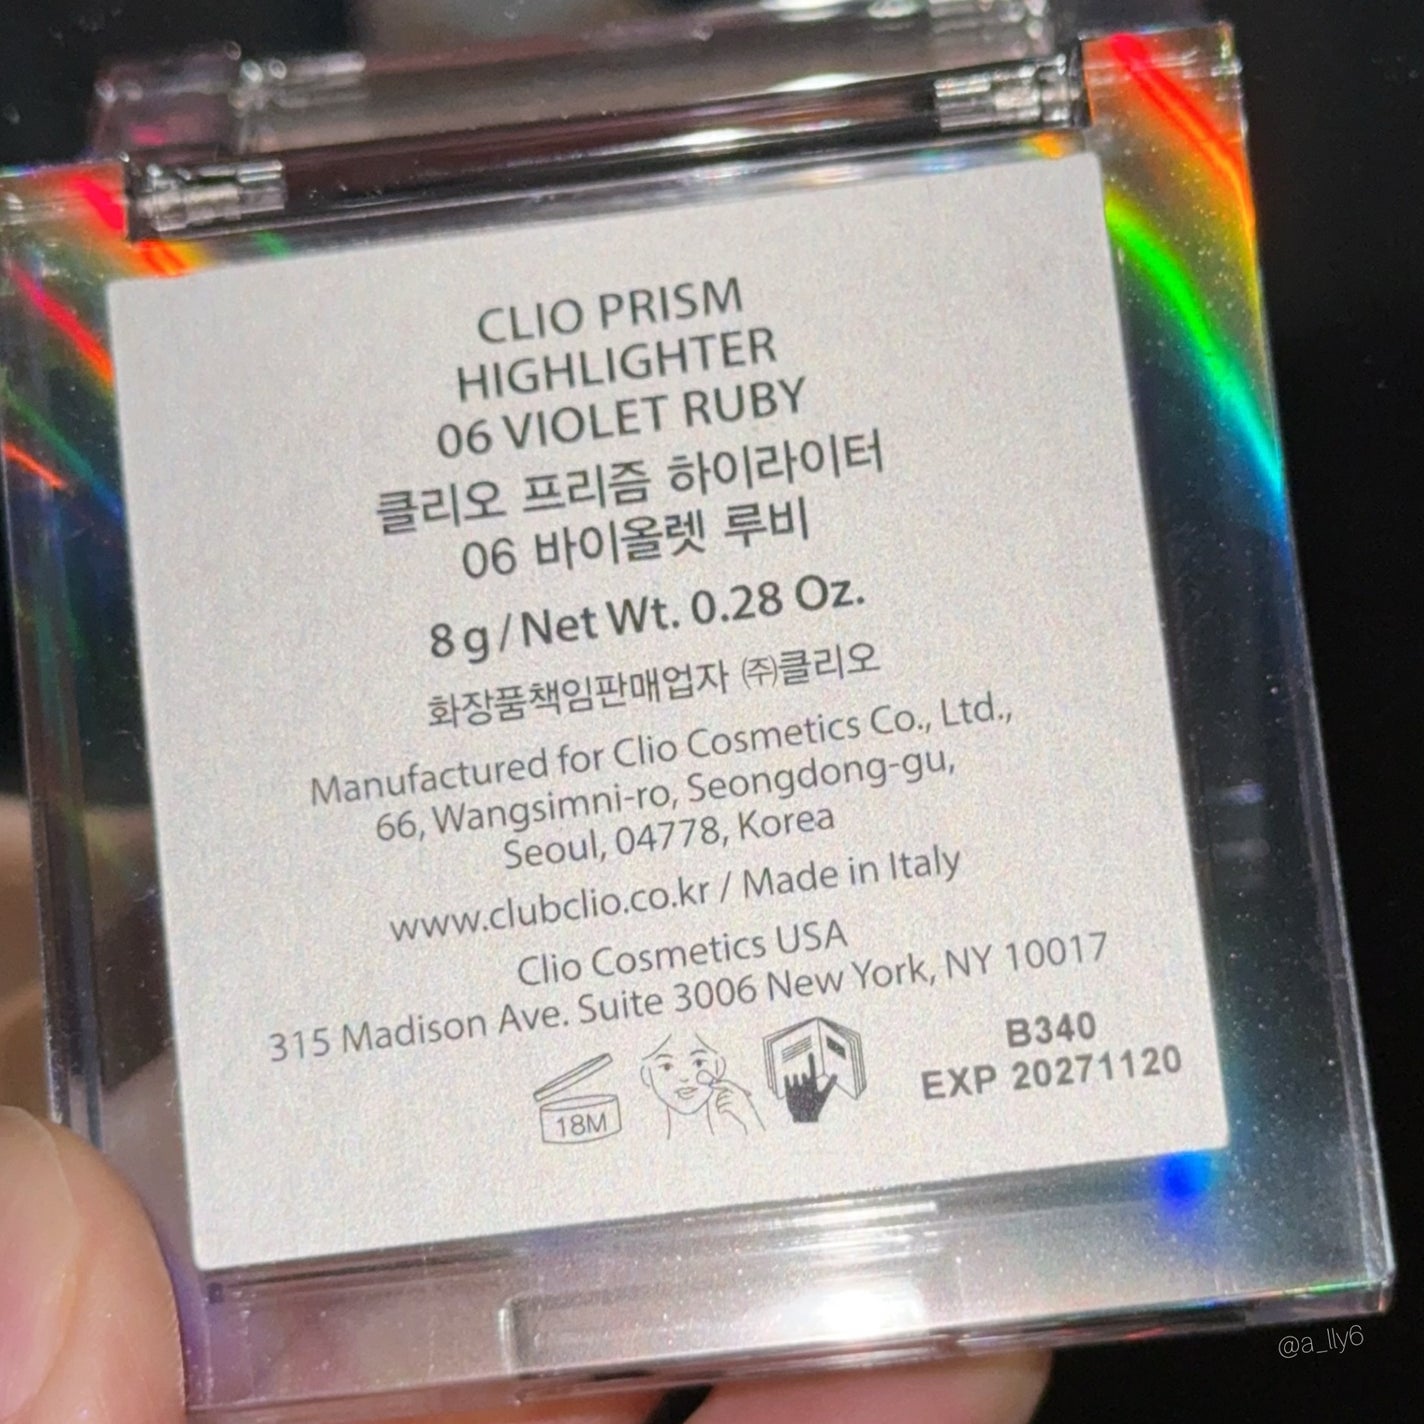 CLIO PRISM
HIGHLIGHTER
06 VIOLET RUBY
클리오 프리즘 하이라이터
06 바이올렛 루비
8 g / Net Wt. 0.28 Oz.
화장품책임판매업자 ㈜클리오
Manufactured for Clio Cosmetics Co., Ltd.,
66, Wangsimni-ro, Seongdong-gu,
Seoul, 04778, Korea
www.clubclio.co.kr / Made in Italy
Clio Cosmetics USA
315 Madison Ave. Suite 3006 New York, NY 10017
18M
B340
EXP 20271120
@a_lly6